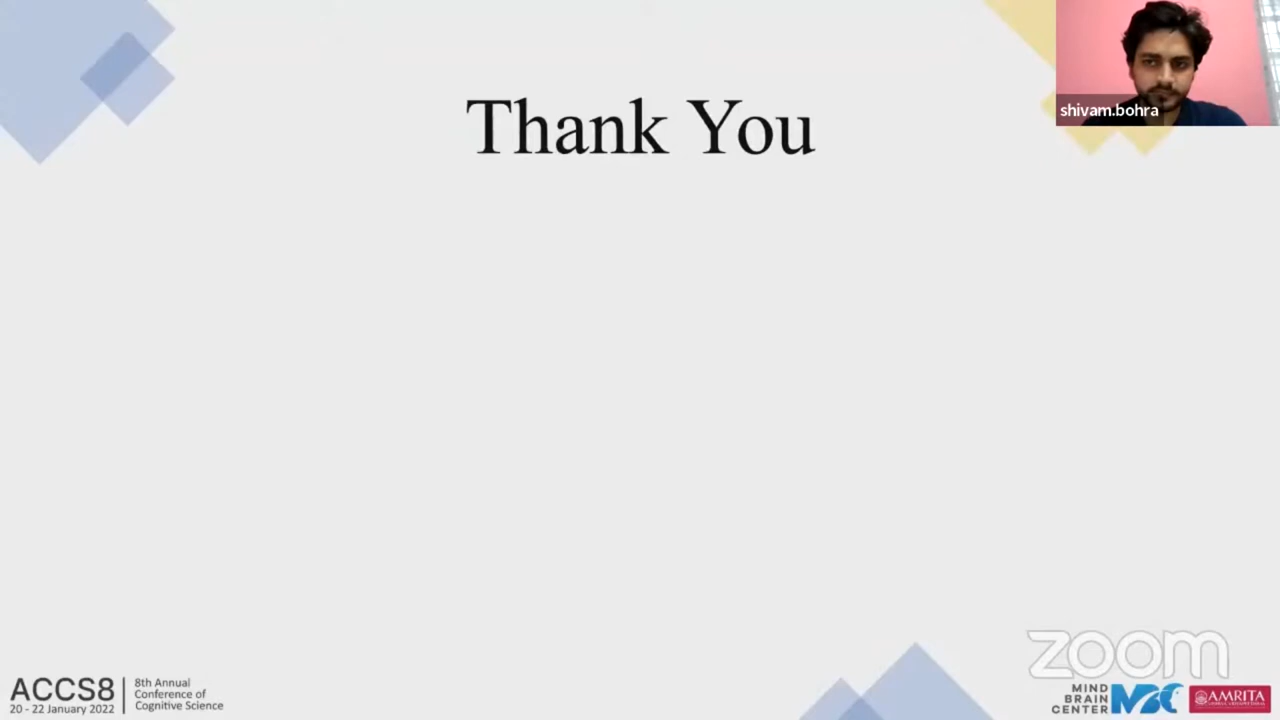 Thank You
shivam.bohra
zoom
ACCS8
20 - 22 January 2022
8th Annual
Conference of
Cognitive Science
MIND
BRAIN
CENTER
MBC
AMRITA